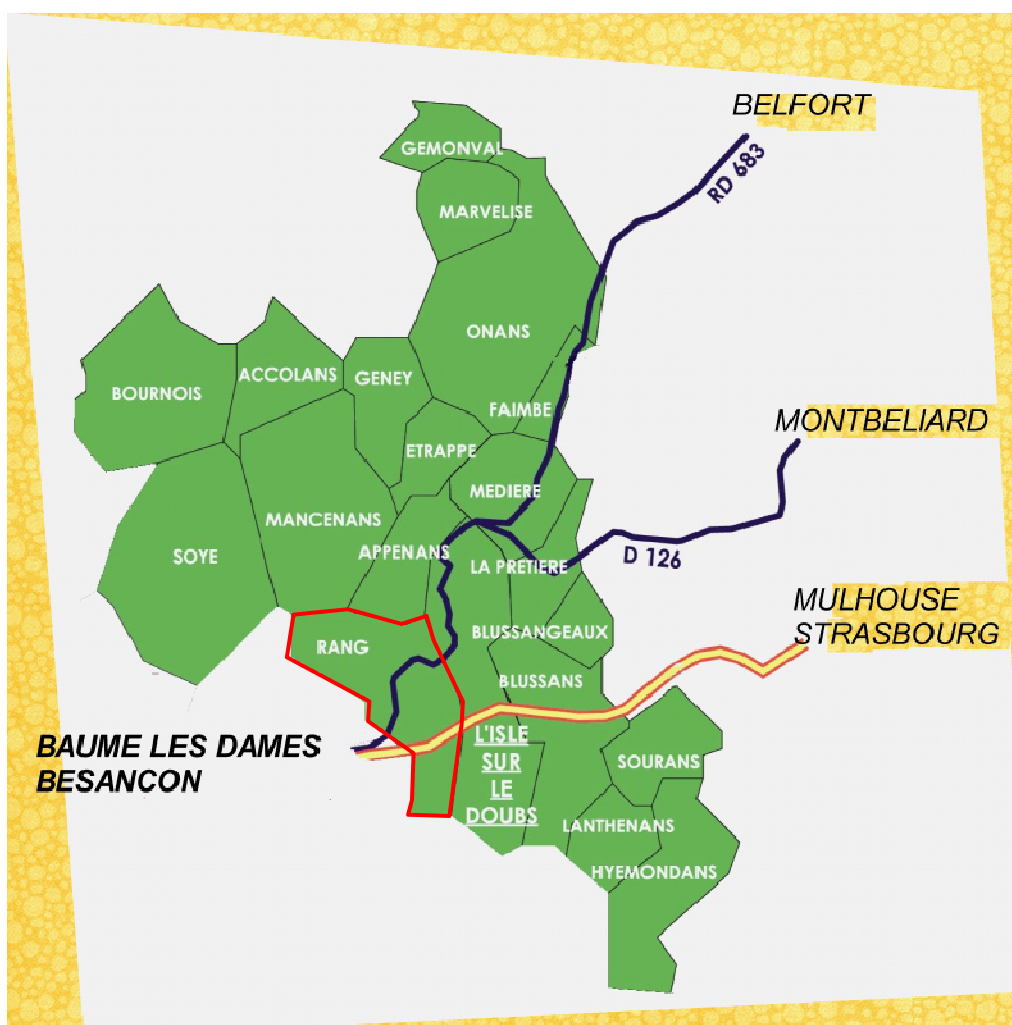 BELFORT
RD 683
GEMONVAL
MARVELISE
ONANS
ACCOLANS
GENEY
BOURNOIS
FAIMBE
MONTBELIARD
ETRAPPE
MEDIERE
MANCENANS
APPENANS
SOYE
LA PRETIERE
D 126
MULHOUSE
STRASBOURG
RANG
BLUSSANGEAUX
BLUSSANS
BAUME LES DAMES
BESANCON
L'ISLE
SUR
LE
DOUBS
SOURANS
LANTHENANS
HYEMONDANS